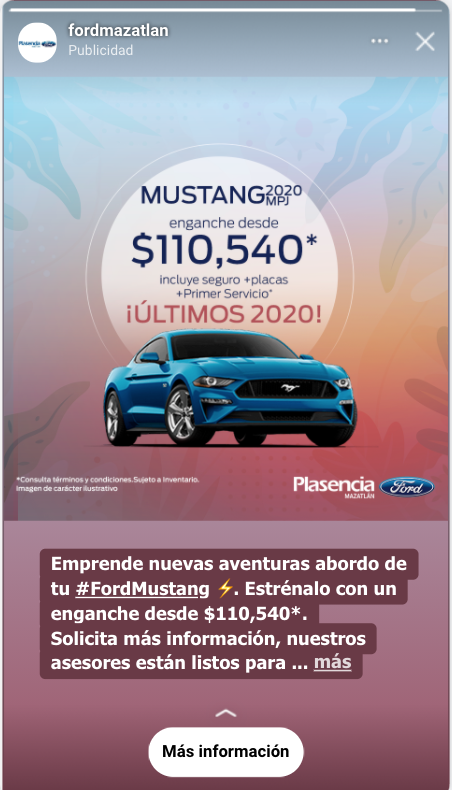 fordmazatlan
Publicidad
MUSTANG 2020 MPJ
enganche desde
$110,540*
incluye seguro +placas
+Primer Servicio*
¡ÚLTIMOS 2020!
*Consulta términos y condiciones.Sujeto a Inventario.
Imagen de carácter ilustrativo
Plasencia
MAZATLÁN
Ford
Emprende nuevas aventuras abordo de
tu #FordMustang ⚡. Estrénalo con un
enganche desde $110,540*.
Solicita más información, nuestros
asesores están listos para ... más
Más información